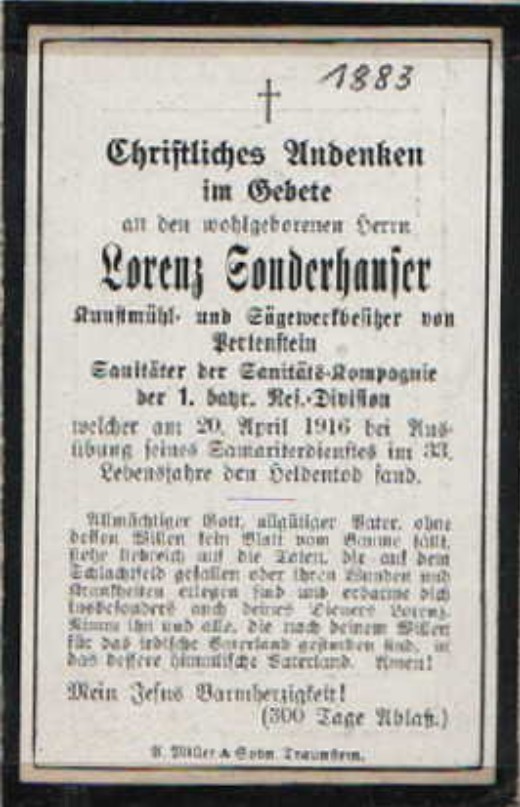 1883
Christliches Andenken
im Gebete
an den wohlgeborenen Herrn
Lorenz Sonderhauser
Kunstmühl- und Sägewerkbesitzer von
Pertenstein
Sanitäter der Sanitäts-Kompagnie
der 1. bayr. Res.-Division
welcher am 20. April 1916 bei Aus-
übung seines Samariterdienstes im 33.
Lebensjahre den Heldentod fand.
Allmächtiger Gott, allgütiger Vater, ohne
dessen Willen kein Blatt vom Baume fällt,
siehe liebreich auf die Toten, die auf dem
Schlachtfeld gefallen oder ihren Wunden und
Krankheiten erlegen sind und erbarme dich
insbesonders auch deines Dieners Lorenz.
Nimm ihn und alle, die nach deinem Willen
für das irdische Vaterland gestorben sind, in
das bessere himmlische Vaterland. Amen!
Mein Jesus Barmherzigkeit!
(300 Tage Ablaß.)
A. Miller & Sohn, Traunstein.